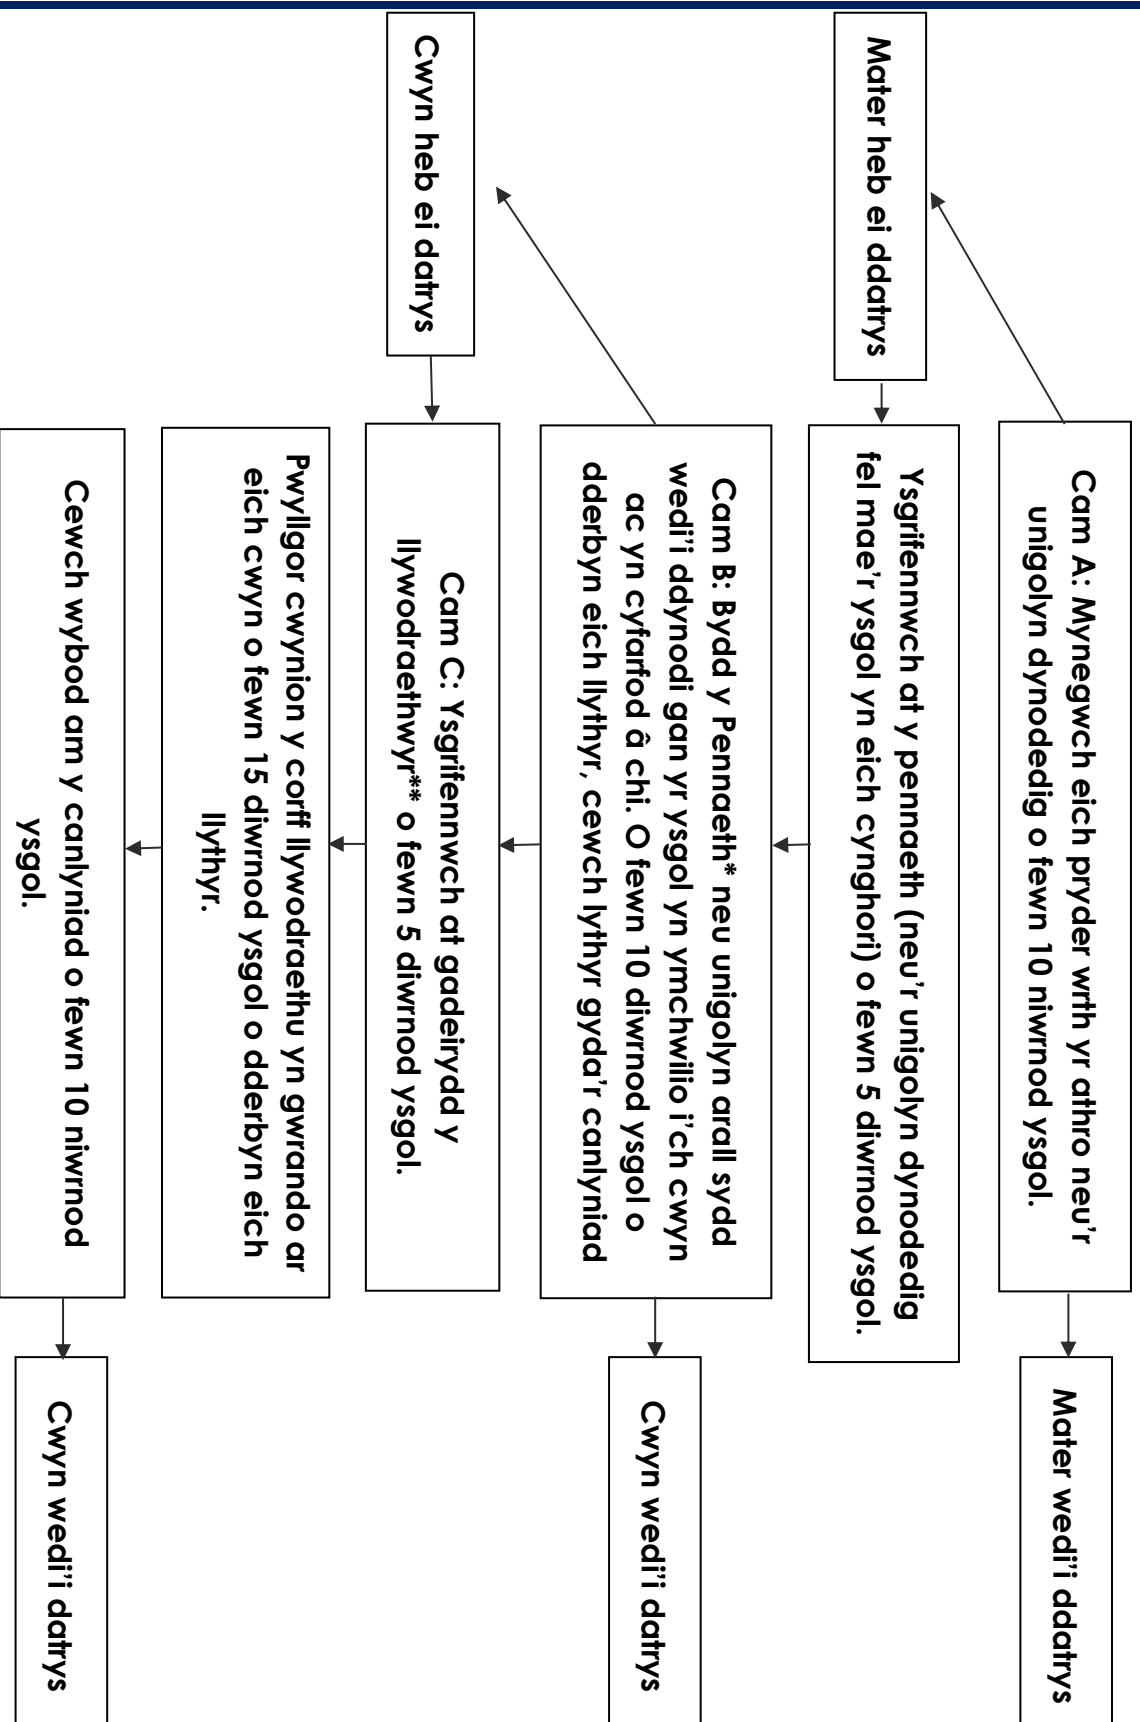 Cam A: Mynegwch eich pryder wrth yr athro neu'r
unigolyn dynodedig o fewn 10 niwrnod ysgol.
Mater wedi'i ddatrys
Mater heb ei ddatrys
Ysgrifennwch at y pennaeth (neu'r unigolyn dynodedig
fel mae'r ysgol yn eich cynghori) o fewn 5 diwrnod ysgol.
Cam B: Bydd y Pennaeth* neu unigolyn arall sydd
wedi'i ddynodi gan yr ysgol yn ymchwilio i'ch cwyn
ac yn cyfarfod â chi. O fewn 10 diwrnod ysgol o
dderbyn eich llythyr, cewch lythyr gyda'r canlyniad
Cwyn wedi'i datrys
Cwyn heb ei datrys
Cam C: Ysgrifennwch at gadeirydd y
llywodraethwyr** o fewn 5 diwrnod ysgol.
Pwyllgor cwynion y corff llywodraethu yn gwrando ar
eich cwyn o fewn 15 diwrnod ysgol o dderbyn eich
llythyr.
Cewch wybod am y canlyniad o fewn 10 niwrnod
ysgol.
Cwyn wedi'i datrys